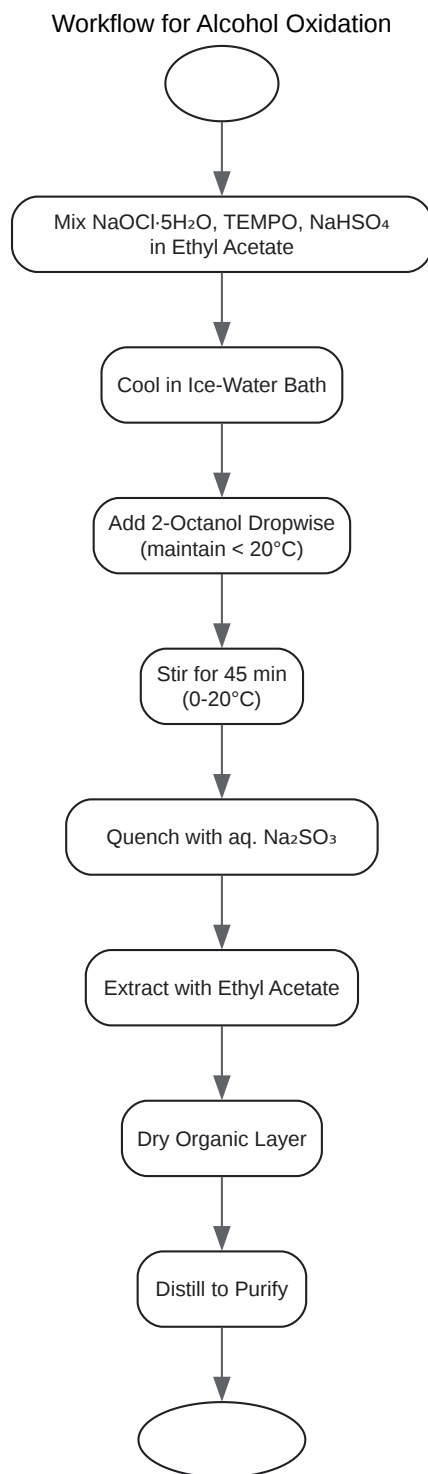 Workflow for Alcohol Oxidation
Mix NaOCl·5H₂O, TEMPO, NaHSO₄
in Ethyl Acetate
Cool in Ice-Water Bath
Add 2-Octanol Dropwise
(maintain < 20°C)
Stir for 45 min
(0-20°C)
Quench with aq. Na₂SO₃
Extract with Ethyl Acetate
Dry Organic Layer
Distill to Purify